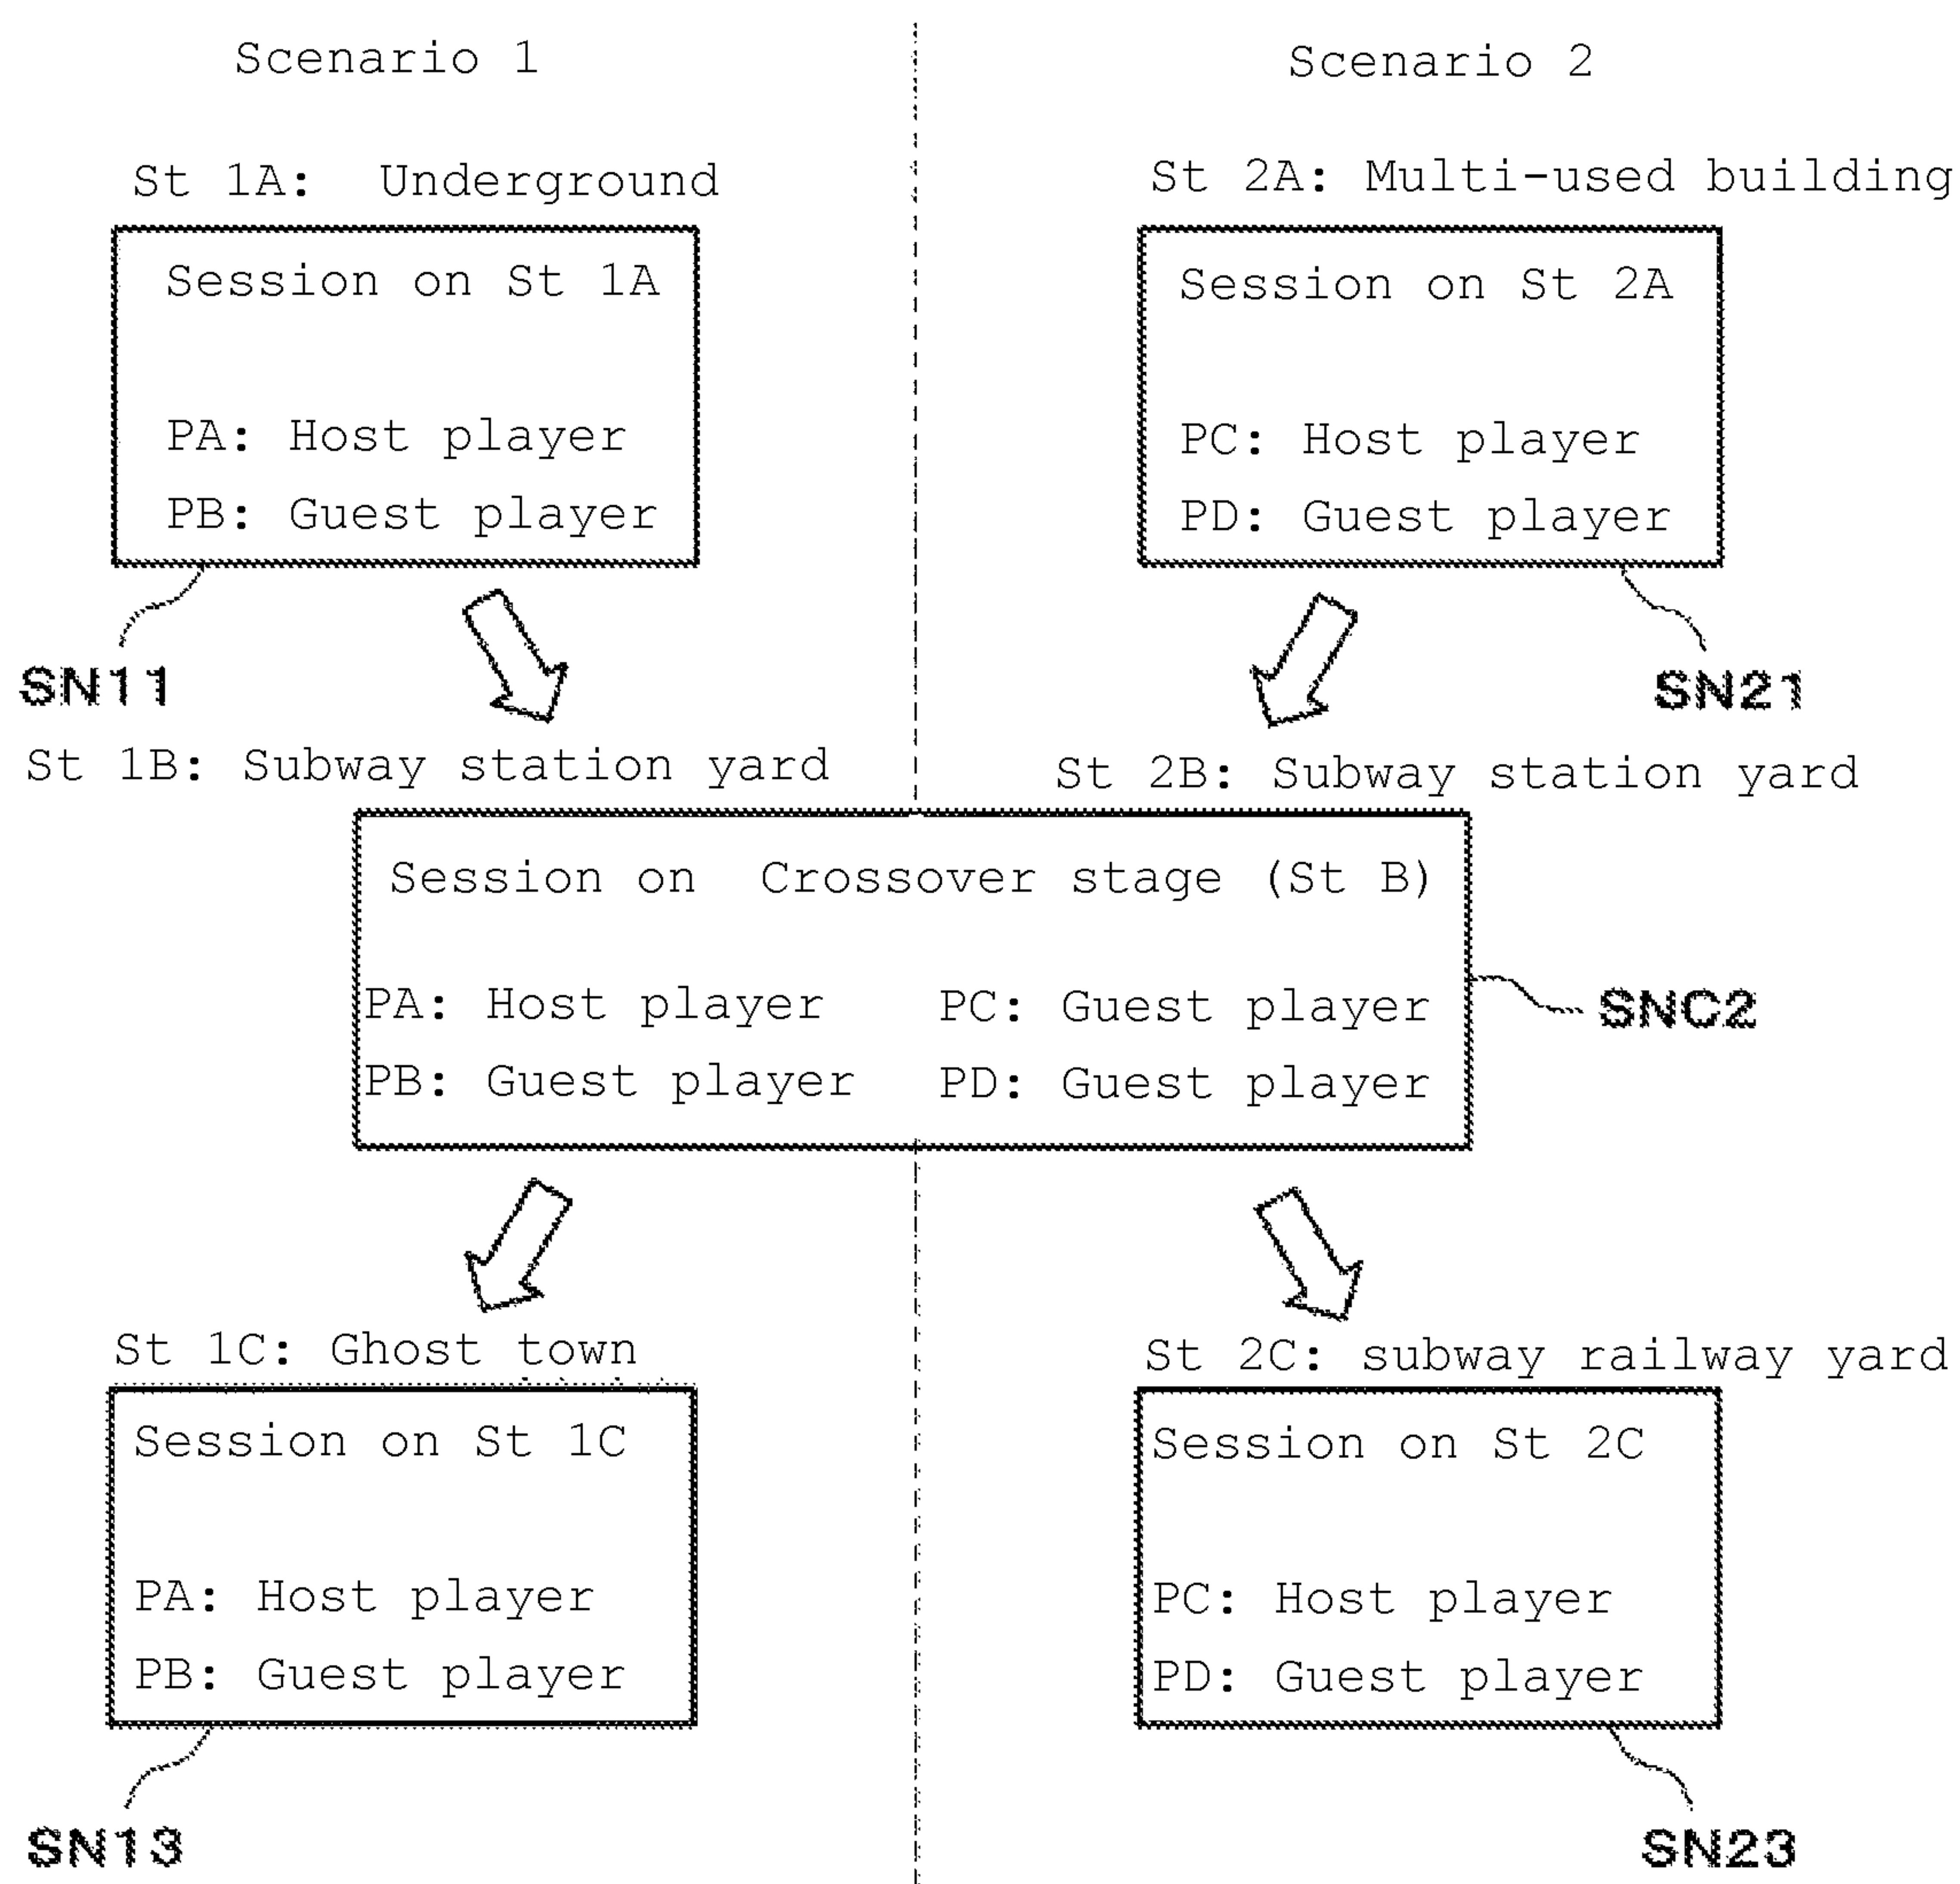 Scenario 1
Scenario 2
St 1A: Underground
St 2A: Multi-used building
Session on St 1A
PA: Host player
PB: Guest player
SN11
Session on St 2A
PC: Host player
PD: Guest player
SN21
St 1B: Subway station yard
St 2B: Subway station yard
Session on Crossover stage (St B)
PA: Host player
PC: Guest player
PB: Guest player
PD: Guest player
SNC2
St 1C: Ghost town
St 2C: subway railway yard
Session on St 1C
PA: Host player
PB: Guest player
SN13
Session on St 2C
PC: Host player
PD: Guest player
SN23